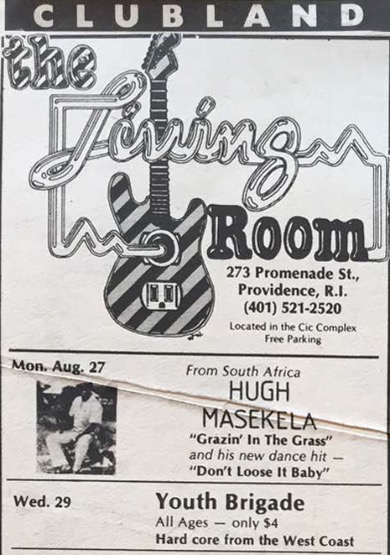 CLUBLAND
the
Living
Room
273 Promenade St.,
Providence, R.I.
(401) 521-2520
Located in the Cic Complex
Free Parking
Mon. Aug. 27
From South Africa
HUGH
MASEKELA
"Grazin' In The Grass"
and his new dance hit —
"Don't Loose It Baby"
Wed. 29
Youth Brigade
All Ages — only $4
Hard core from the West Coast